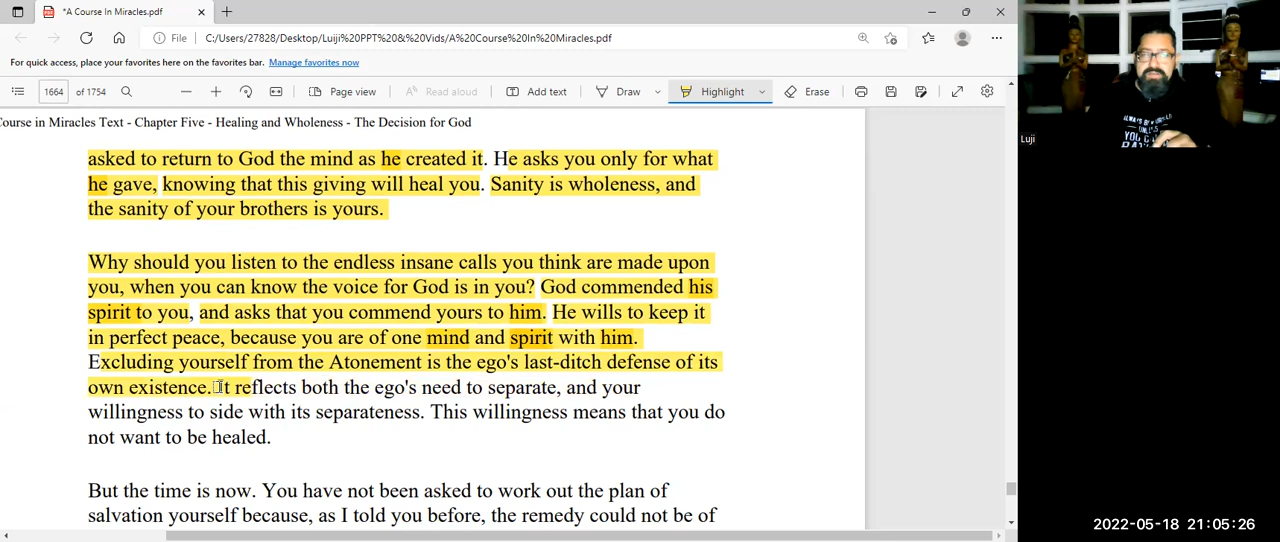 *A Course In Miracles.pdf
File
C:/Users/27828/Desktop/Luiji%20PPT%20&%20Vids/A%20Course%20In%20Miracles.pdf
For quick access, place your favorites here on the favorites bar. Manage favorites now
1664 of 1754
Page view
Read aloud
Add text
Draw
Highlight
Erase
Course in Miracles Text - Chapter Five - Healing and Wholeness - The Decision for God
asked to return to God the mind as he created it. He asks you only for what
he gave, knowing that this giving will heal you. Sanity is wholeness, and
the sanity of your brothers is yours.
Why should you listen to the endless insane calls you think are made upon
you, when you can know the voice for God is in you? God commended his
spirit to you, and asks that you commend yours to him. He wills to keep it
in perfect peace, because you are of one mind and spirit with him.
Excluding yourself from the Atonement is the ego's last-ditch defense of its
own existence. It reflects both the ego's need to separate, and your
willingness to side with its separateness. This willingness means that you do
not want to be healed.
But the time is now. You have not been asked to work out the plan of
salvation yourself because, as I told you before, the remedy could not be of
Luji
ALWAYS BE
UNLESS
YOU C
2022-05-18 21:05:26